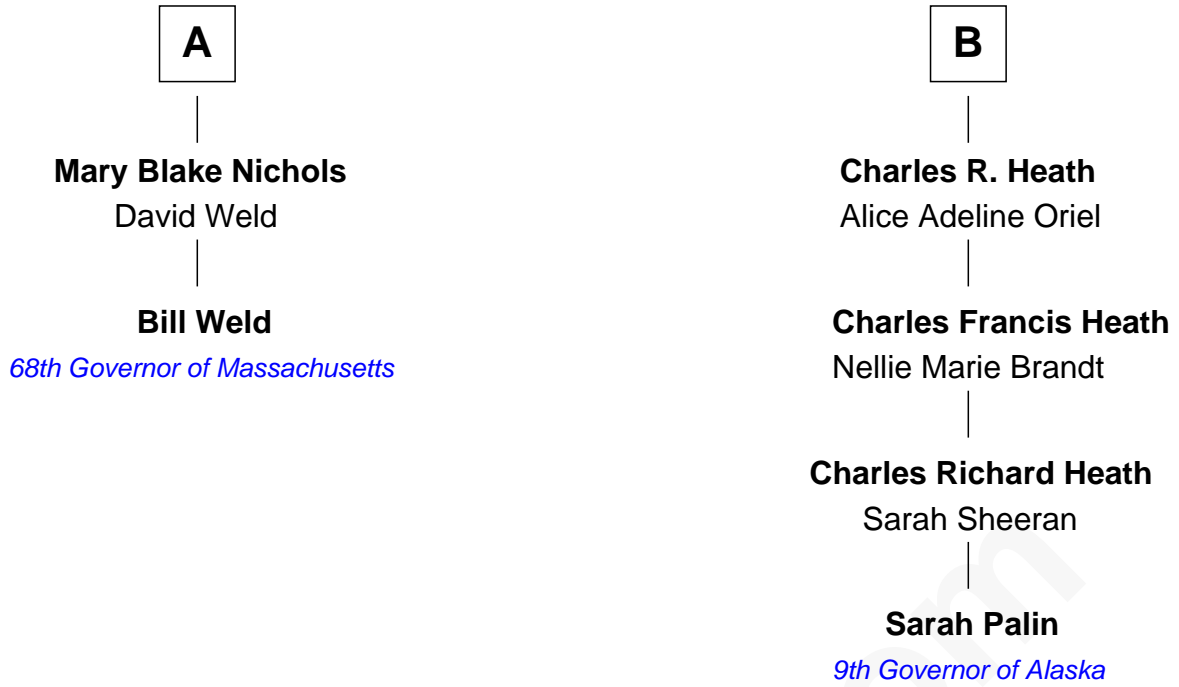 A
Mary Blake Nichols
David Weld
Bill Weld
68th Governor of Massachusetts
B
Charles R. Heath
Alice Adeline Oriel
Charles Francis Heath
Nellie Marie Brandt
Charles Richard Heath
Sarah Sheeran
Sarah Palin
9th Governor of Alaska